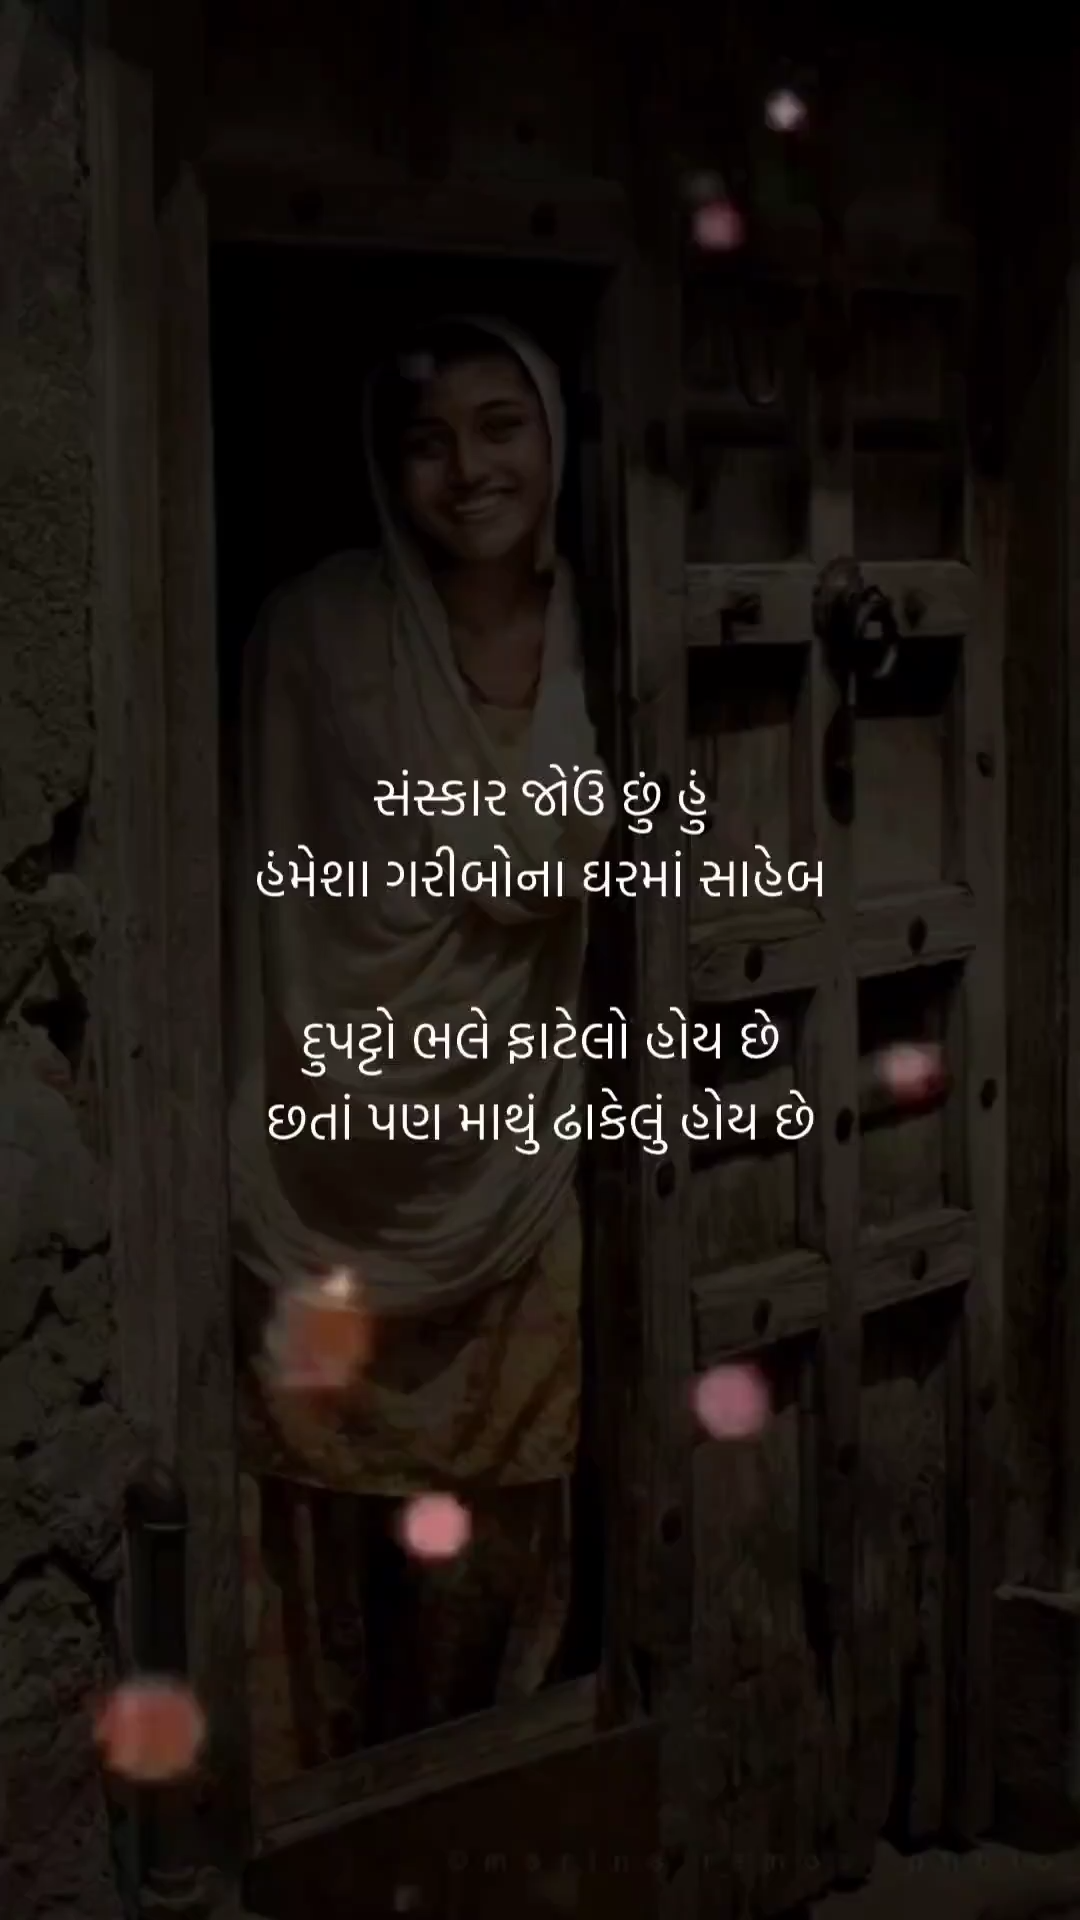 સંસ્કાર જોઉં છું હું
હંમેશા ગરીબોના ઘરમાં સાહેબ
દુપટ્ટો ભલે ફાટેલો હોય છે
છતાં પણ માથું ઢાકેલું હોય છે